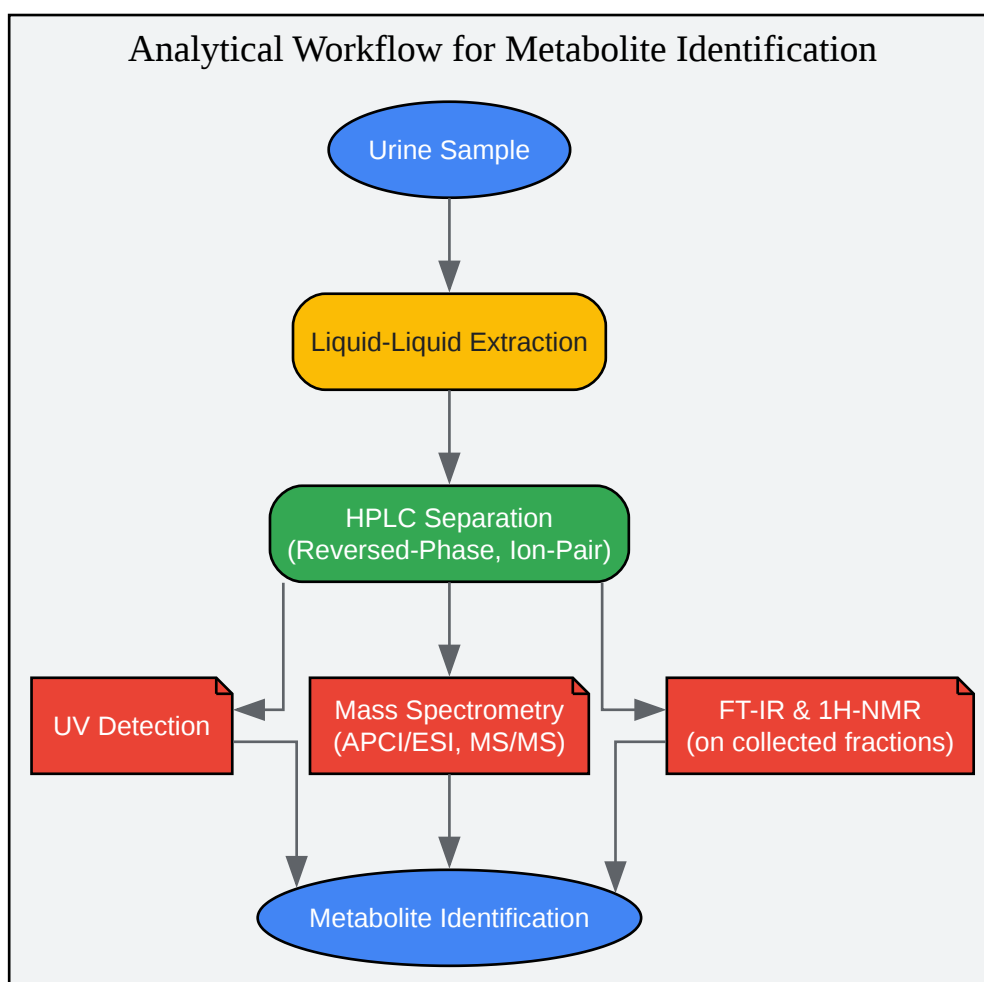 Analytical Workflow for Metabolite Identification
Urine Sample
Liquid-Liquid Extraction
HPLC Separation
(Reversed-Phase, Ion-Pair)
UV Detection
Mass Spectrometry
(APCI/ESI, MS/MS)
FT-IR & 1H-NMR
(on collected fractions)
Metabolite Identification